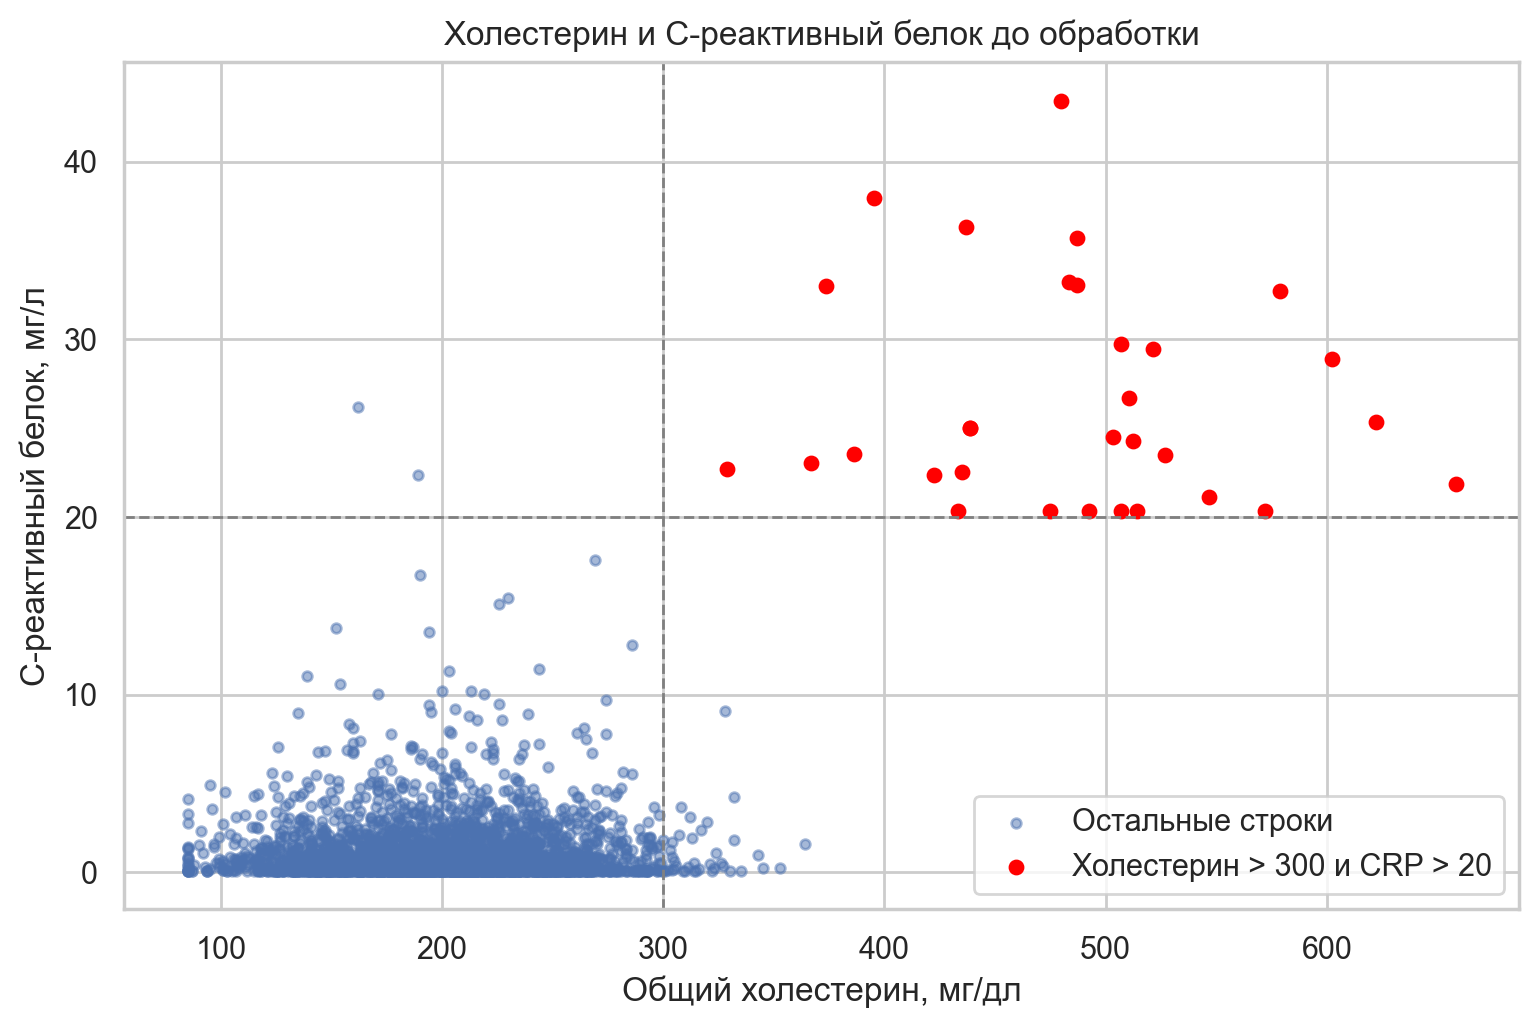 Холестерин и С-реактивный белок до обработки
С-реактивный белок, мг/л
40
30
20
10
0
Остальные строки
Холестерин > 300 и CRP > 20
100 200 300 400 500 600
Общий холестерин, мг/дл